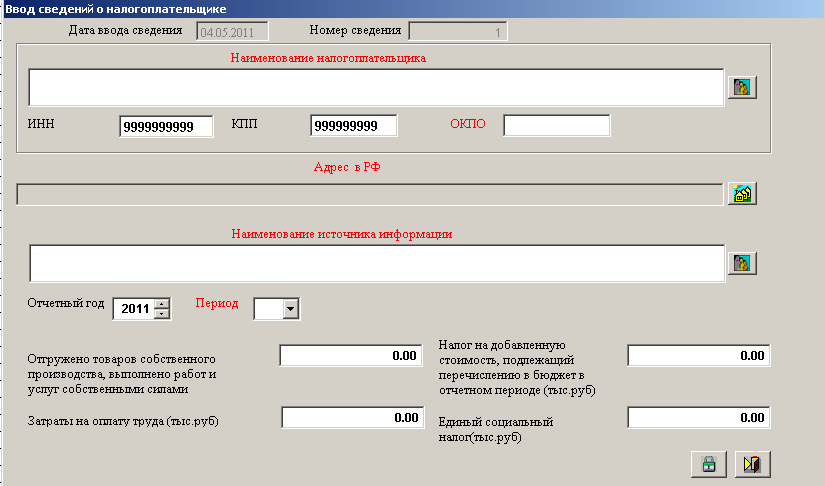 Ввод сведений о налогоплательщике
Дата ввода сведения 04.05.2011 Номер сведения 1
Наименование налогоплательщика
ИНН 9999999999 КПП 999999999 ОКПО
Адрес в РФ
Наименование источника информации
Отчетный год 2011 Период
Отгружено товаров собственного
производства, выполнено работ и
услуг собственными силами
0.00
Налог на добавленную
стоимость, подлежащий
перечислению в бюджет в
отчетном периоде (тыс.руб)
0.00
Затраты на оплату труда (тыс.руб)
0.00
Единый социальный
налог(тыс.руб)
0.00